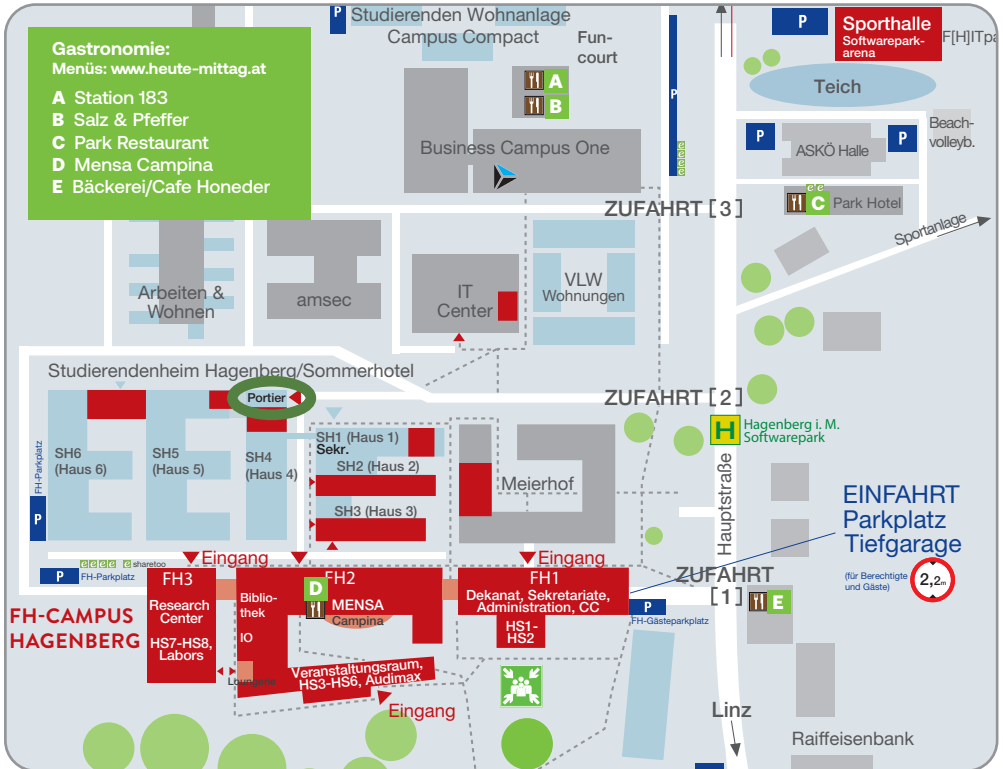 Gastronomie:
Menüs: www.heute-mittag.at
A Station 183
B Salz & Pfeffer
C Park Restaurant
D Mensa Campina
E Bäckerei/Cafe Honeder
P
Studierenden Wohnanlage
Campus Compact
Fun-
court
A
B
Business Campus One
P
e
e
e
e
P
Sporthalle
Softwarepark-
arena
F[H]ITpa
Teich
P
ASKÖ Halle
P
Beach-
volleyb.
e e
C
Park Hotel
ZUFAHRT [3]
Sportanlage
Arbeiten &
Wohnen
amsec
IT
Center
VLW
Wohnungen
Studierendenheim Hagenberg/Sommerhotel
Portier
ZUFAHRT [2]
H
Hagenberg i. M.
Softwarepark
SH6
(Haus 6)
SH5
(Haus 5)
SH4
(Haus 4)
SH1 (Haus 1)
Sekr.
SH2 (Haus 2)
SH3 (Haus 3)
Meierhof
Hauptstraße
FH-Parkplatz
P
EINFAHRT
Parkplatz
Tiefgarage
(für Berechtigte
und Gäste)
2,2m
Eingang
Eingang
e e e e e sharetoo
P
FH-Parkplatz
ZUFAHRT
[1]
FH-CAMPUS
HAGENBERG
FH3
Research
Center
HS7-HS8,
Labors
FH2
Biblio-
thek
IO
D
MENSA
Campina
FH1
Dekanat, Sekretariate,
Administration, CC
HS1-
HS2
P
FH-Gästeparkplatz
E
Loungerie
Veranstaltungsraum,
HS3-HS6, Audimax
Eingang
Linz
Raiffeisenbank